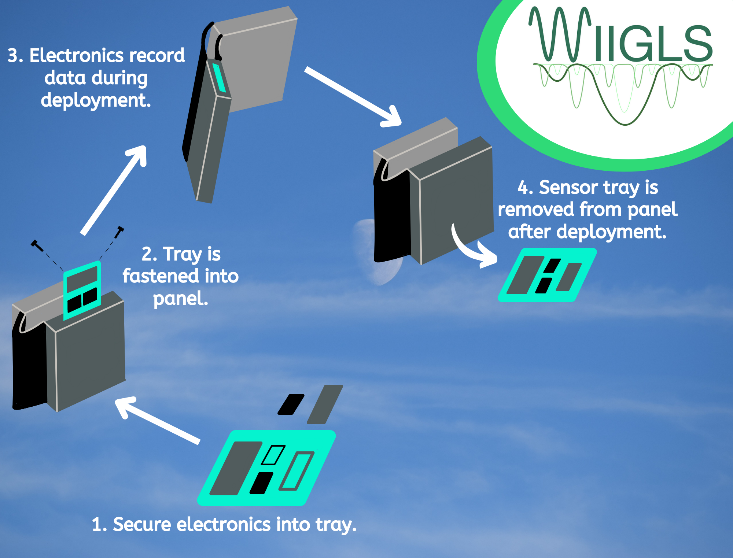 WIIGLS
3. Electronics record
data during
deployment.
4. Sensor tray is
removed from panel
after deployment.
2. Tray is
fastened into
panel.
1. Secure electronics into tray.